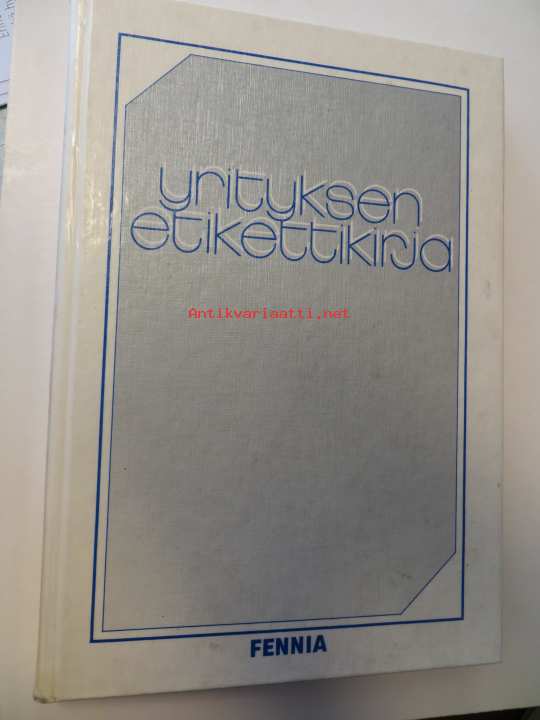 yrityksen
etikettikirja
Antikvariaatti.net
FENNIA